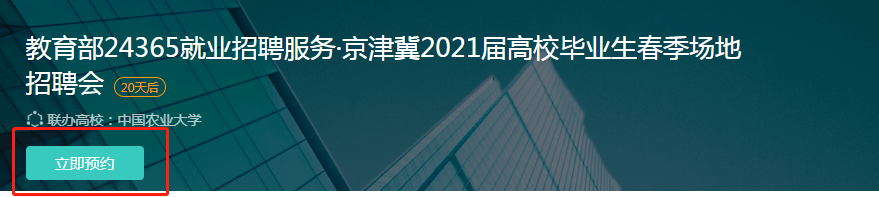 教育部24365就业招聘服务·京津冀2021届高校毕业生春季场地
招聘会 20天后
联办高校：中国农业大学
立即预约